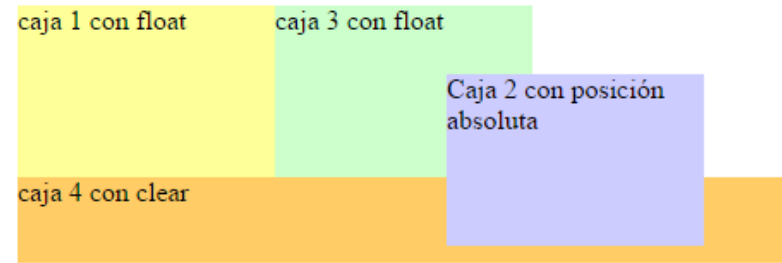 caja 1 con float
caja 3 con float
Caja 2 con posición
absoluta
caja 4 con clear